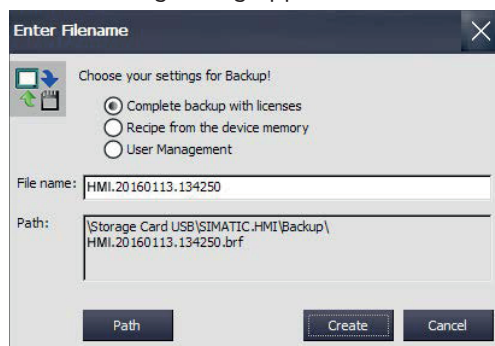 Enter Filename
Choose your settings for Backup!
Complete backup with licenses
Recipe from the device memory
User Management
File name: HMI.20160113.134250
Path: \Storage Card USB\SIMATIC.HMI\Backup\
HMI.20160113.134250.brf
Path Create Cancel